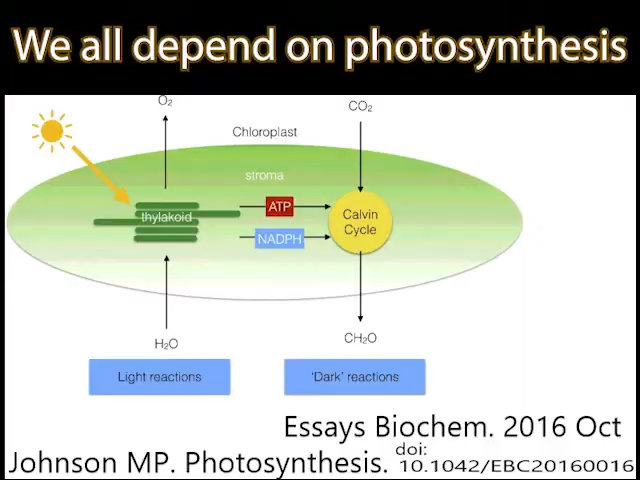 We all depend on photosynthesis
O₂
CO₂
Chloroplast
stroma
thylakoid
ATP
NADPH
Calvin
Cycle
H₂O
CH₂O
Light reactions
'Dark' reactions
Essays Biochem. 2016 Oct
Johnson MP. Photosynthesis. doi: 10.1042/EBC20160016